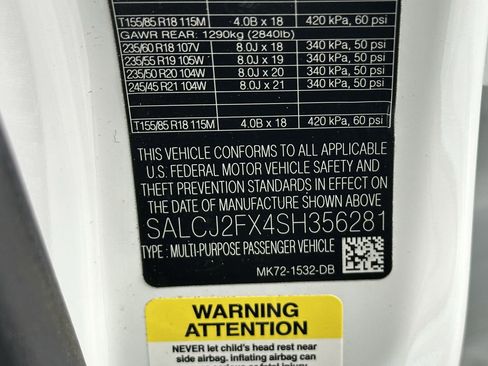 T155/85 R18 115M 4.0B x 18 420 kPa, 60 psi
GAWR REAR: 1290kg (2840lb)
235/60 R18 107V 8.0J x 18 340 kPa, 50 psi
235/55 R19 105W 8.0J x 19 340 kPa, 50 psi
235/50 R20 104W 8.0J x 20 340 kPa, 50 psi
245/45 R21 104W 8.0J x 21 340 kPa, 50 psi
T155/85 R18 115M 4.0B x 18 420 kPa, 60 psi
THIS VEHICLE CONFORMS TO ALL APPLICABLE
U.S. FEDERAL MOTOR VEHICLE SAFETY AND
THEFT PREVENTION STANDARDS IN EFFECT ON
THE DATE OF MANUFACTURE SHOWN ABOVE
SALCJ2FX4SH356281
TYPE : MULTI-PURPOSE PASSENGER VEHICLE
MK72-1532-DB
WARNING
ATTENTION
NEVER let child's head rest near
side airbag. inflating airbag can